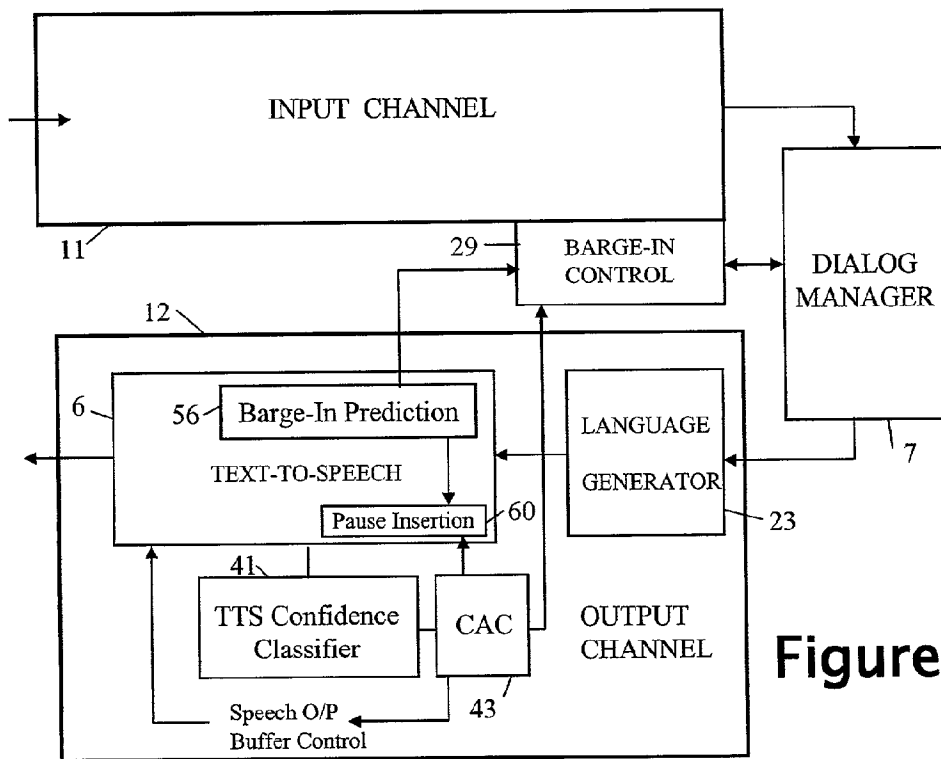 INPUT CHANNEL
11
29
BARGE-IN
CONTROL
DIALOG
MANAGER
7
12
6
56
Barge-In Prediction
TEXT-TO-SPEECH
Pause Insertion
60
LANGUAGE
GENERATOR
23
41
TTS Confidence
Classifier
CAC
43
OUTPUT
CHANNEL
Speech O/P
Buffer Control
Figure